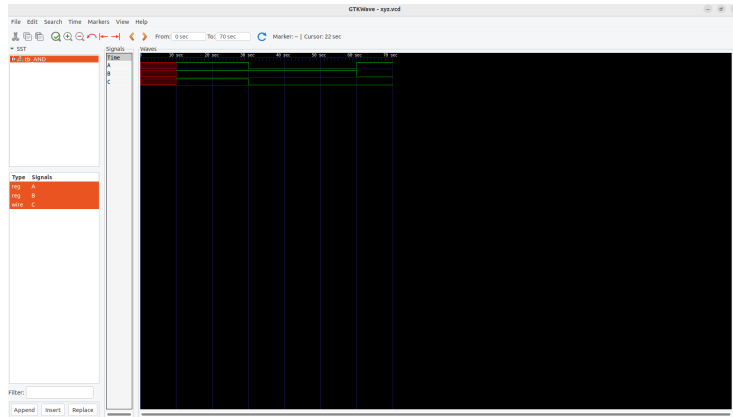 GTKWave - xyz.vcd
File Edit Search Time Markers View Help
From: 0 sec To: 70 sec Marker: -- | Cursor: 22 sec
SST
tb_AND
Type Signals
reg A
reg B
wire C
Filter:
Append Insert Replace
Signals
Time
A
B
C
Waves
10 sec 20 sec 30 sec 40 sec 50 sec 60 sec 70 sec